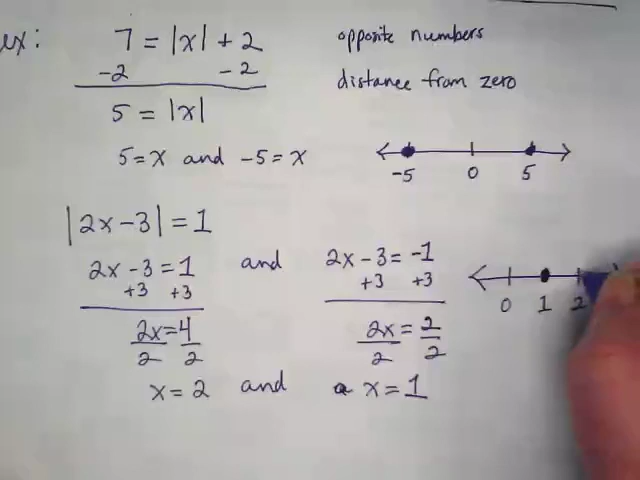 ex: 7 = |x| + 2 opposite numbers
-2 -2 distance from zero
5 = |x|
5 = x and -5 = x
-5 0 5
|2x - 3| = 1
2x - 3 = 1 and 2x - 3 = -1
+3 +3 +3 +3
2x = 4 2x = 2
2 2 2 2
x = 2 and x = 1
0 1 2